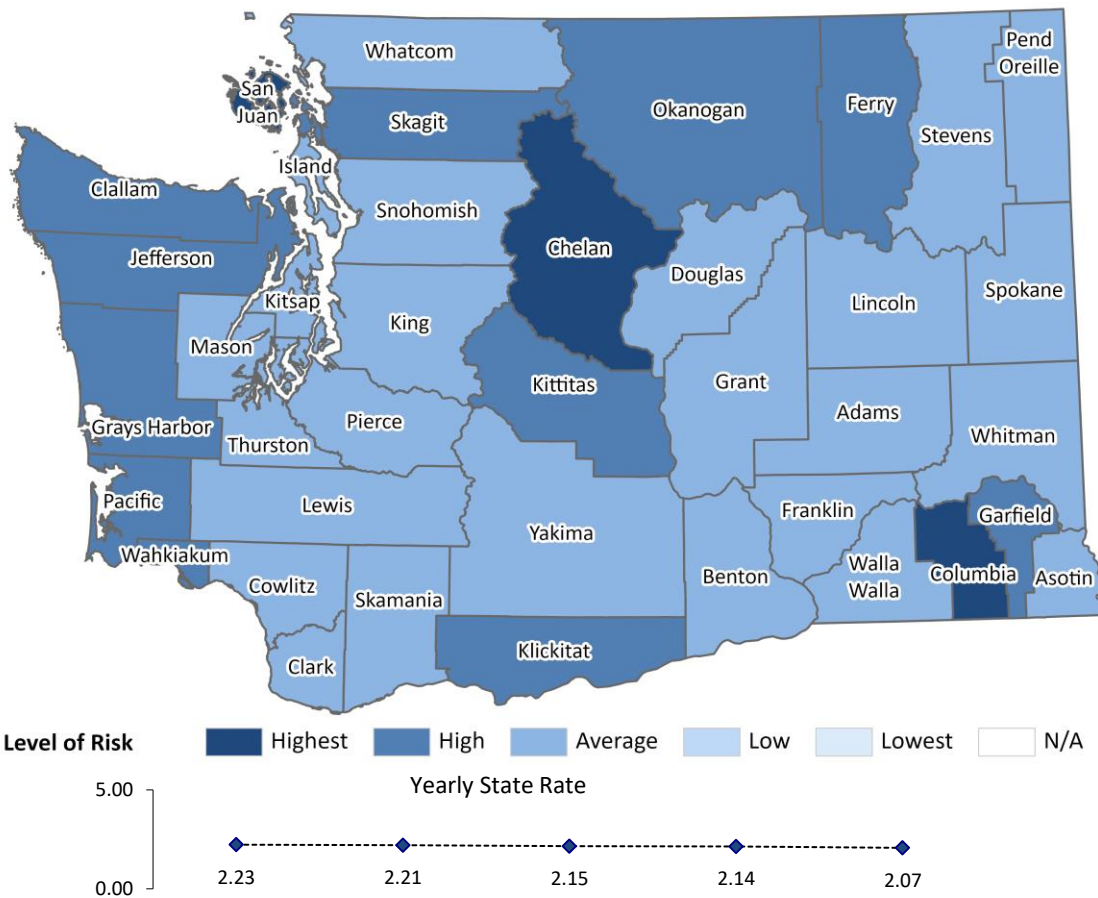 Whatcom
Pend
Oreille
San
Juan
Skagit
Okanogan
Ferry
Stevens
Island
Clallam
Snohomish
Chelan
Jefferson
Douglas
Kitsap
Lincoln
Spokane
King
Mason
Kittitas
Grant
Adams
Pierce
Grays Harbor
Thurston
Whitman
Pacific
Lewis
Yakima
Franklin
Garfield
Wahkiakum
Cowlitz
Skamania
Benton
Walla
Walla
Columbia
Asotin
Clark
Klickitat
Level of Risk Highest High Average Low Lowest N/A
Yearly State Rate
5.00
0.00
2.23 2.21 2.15 2.14 2.07